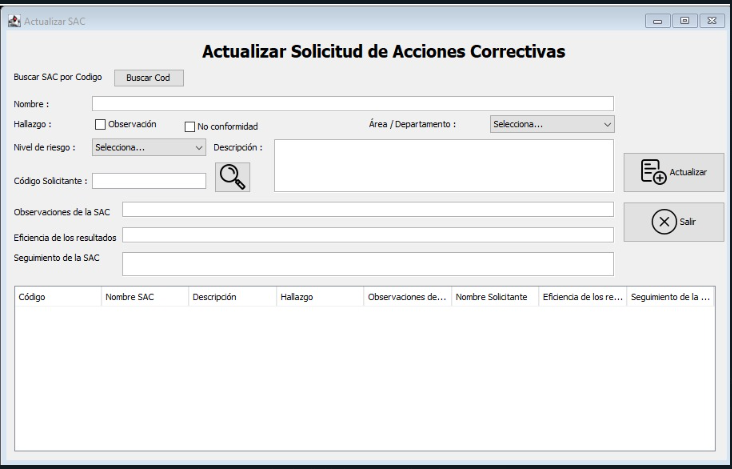 Actualizar SAC
Actualizar Solicitud de Acciones Correctivas
Buscar SAC por Codigo Buscar Cod
Nombre :
Hallazgo : Observación No conformidad Área / Departamento : Selecciona...
Nivel de riesgo : Selecciona... Descripción :
Actualizar
Código Solicitante :
Observaciones de la SAC
Salir
Eficiencia de los resultados
Seguimiento de la SAC
Código Nombre SAC Descripción Hallazgo Observaciones de... Nombre Solicitante Eficiencia de los re... Seguimiento de la ...